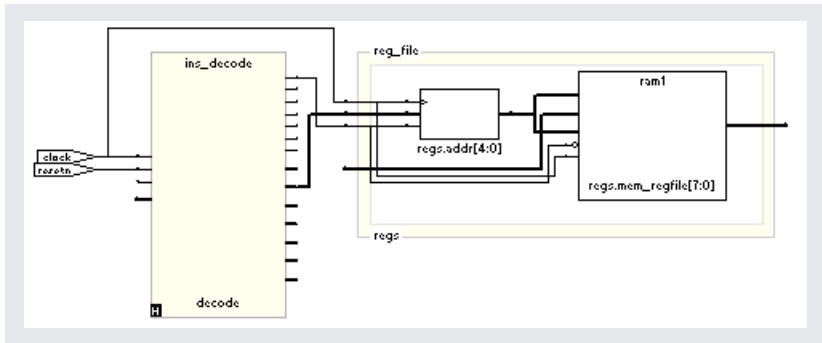 reg_file
ins_decode
ram1
regs.addr[4:0]
clock
resetn
regs.mem_regfile[7:0]
regs
decode
H